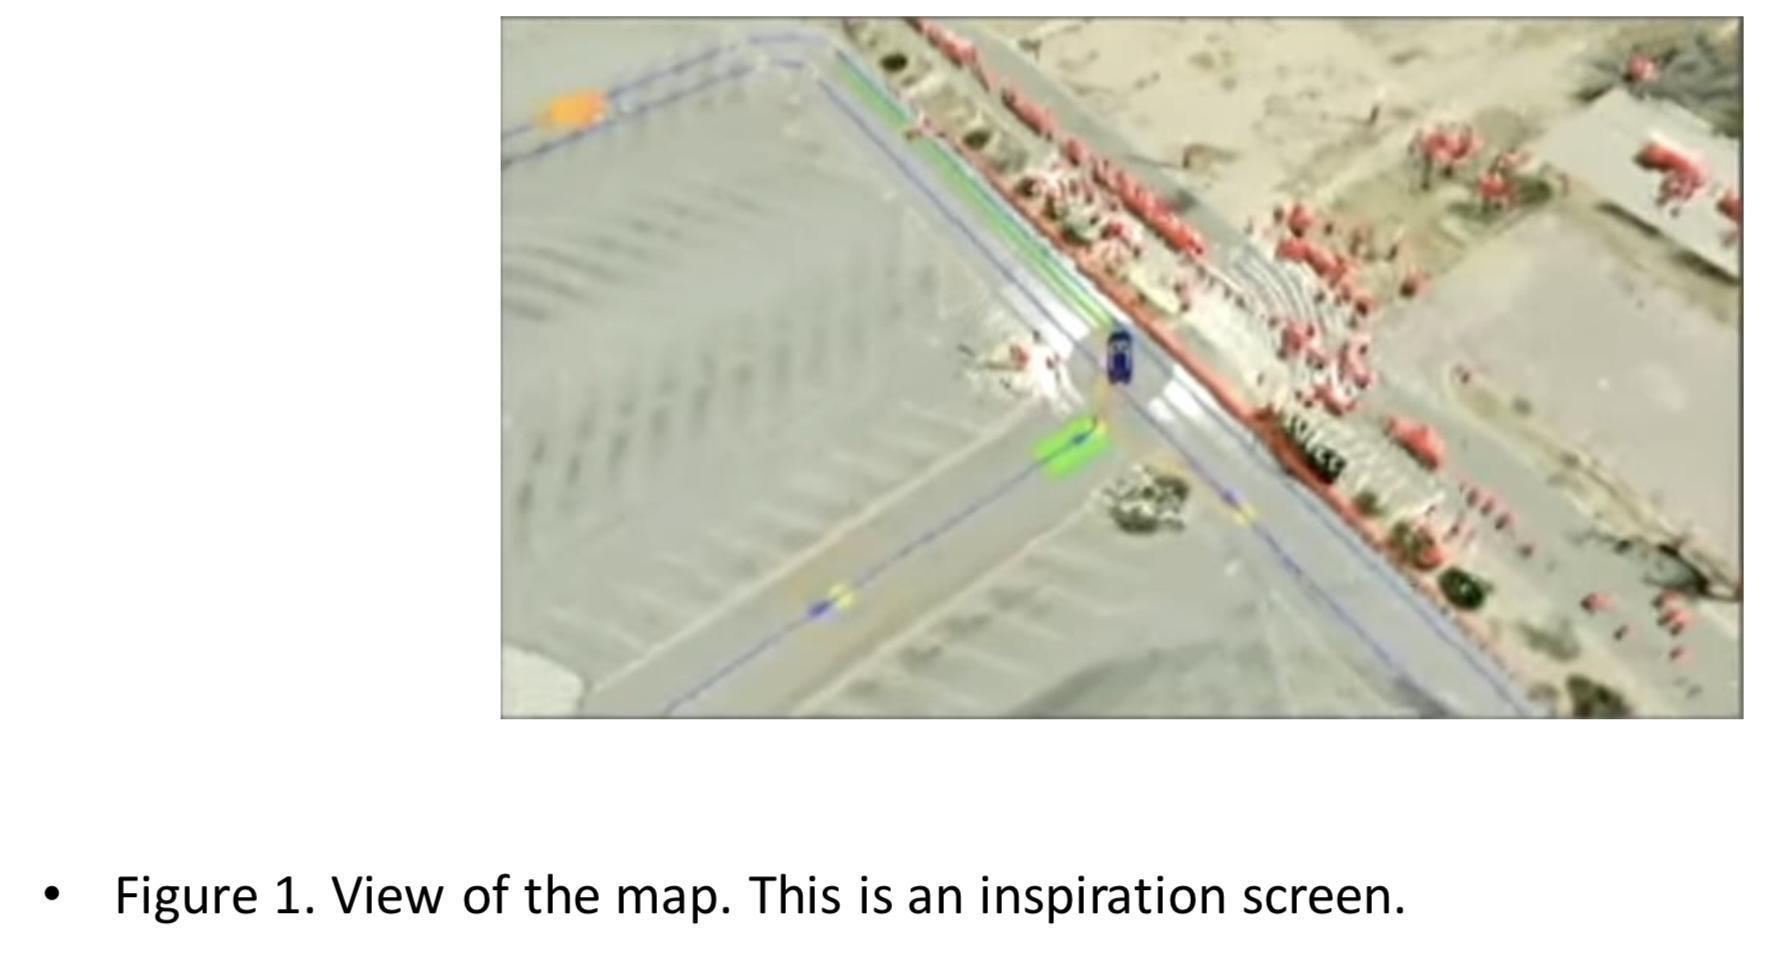 • Figure 1. View of the map. This is an inspiration screen.